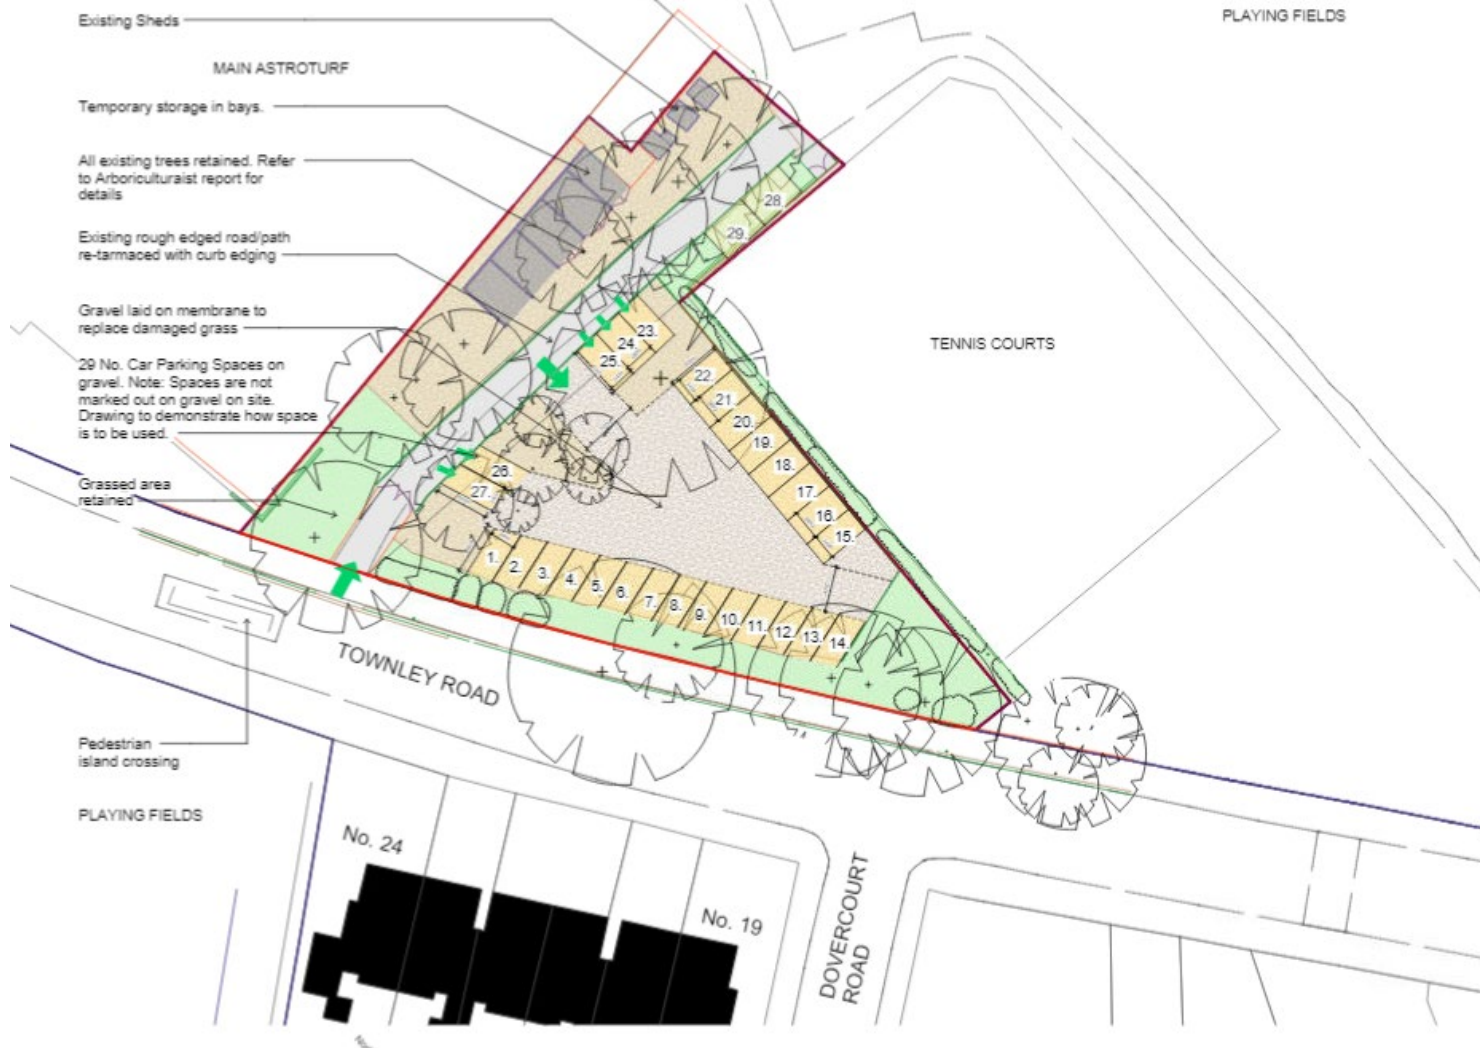 Existing Sheds
PLAYING FIELDS
MAIN ASTROTURF
Temporary storage in bays.
All existing trees retained. Refer
to Arboriculturaist report for
details
Existing rough edged road/path
re-tarmaced with curb edging
Gravel laid on membrane to
replace damaged grass
29 No. Car Parking Spaces on
gravel. Note: Spaces are not
marked out on gravel on site.
Drawing to demonstrate how space
is to be used.
Grassed area
retained
TENNIS COURTS
28.
29.
23.
24.
25.
22.
21.
20.
19.
18.
17.
16.
15.
26.
27.
1.
2.
3.
4.
5.
6.
7.
8.
9.
10.
11.
12.
13.
14.
TOWNLEY ROAD
Pedestrian
island crossing
PLAYING FIELDS
No. 24
No. 19
DOVERCOURT
ROAD